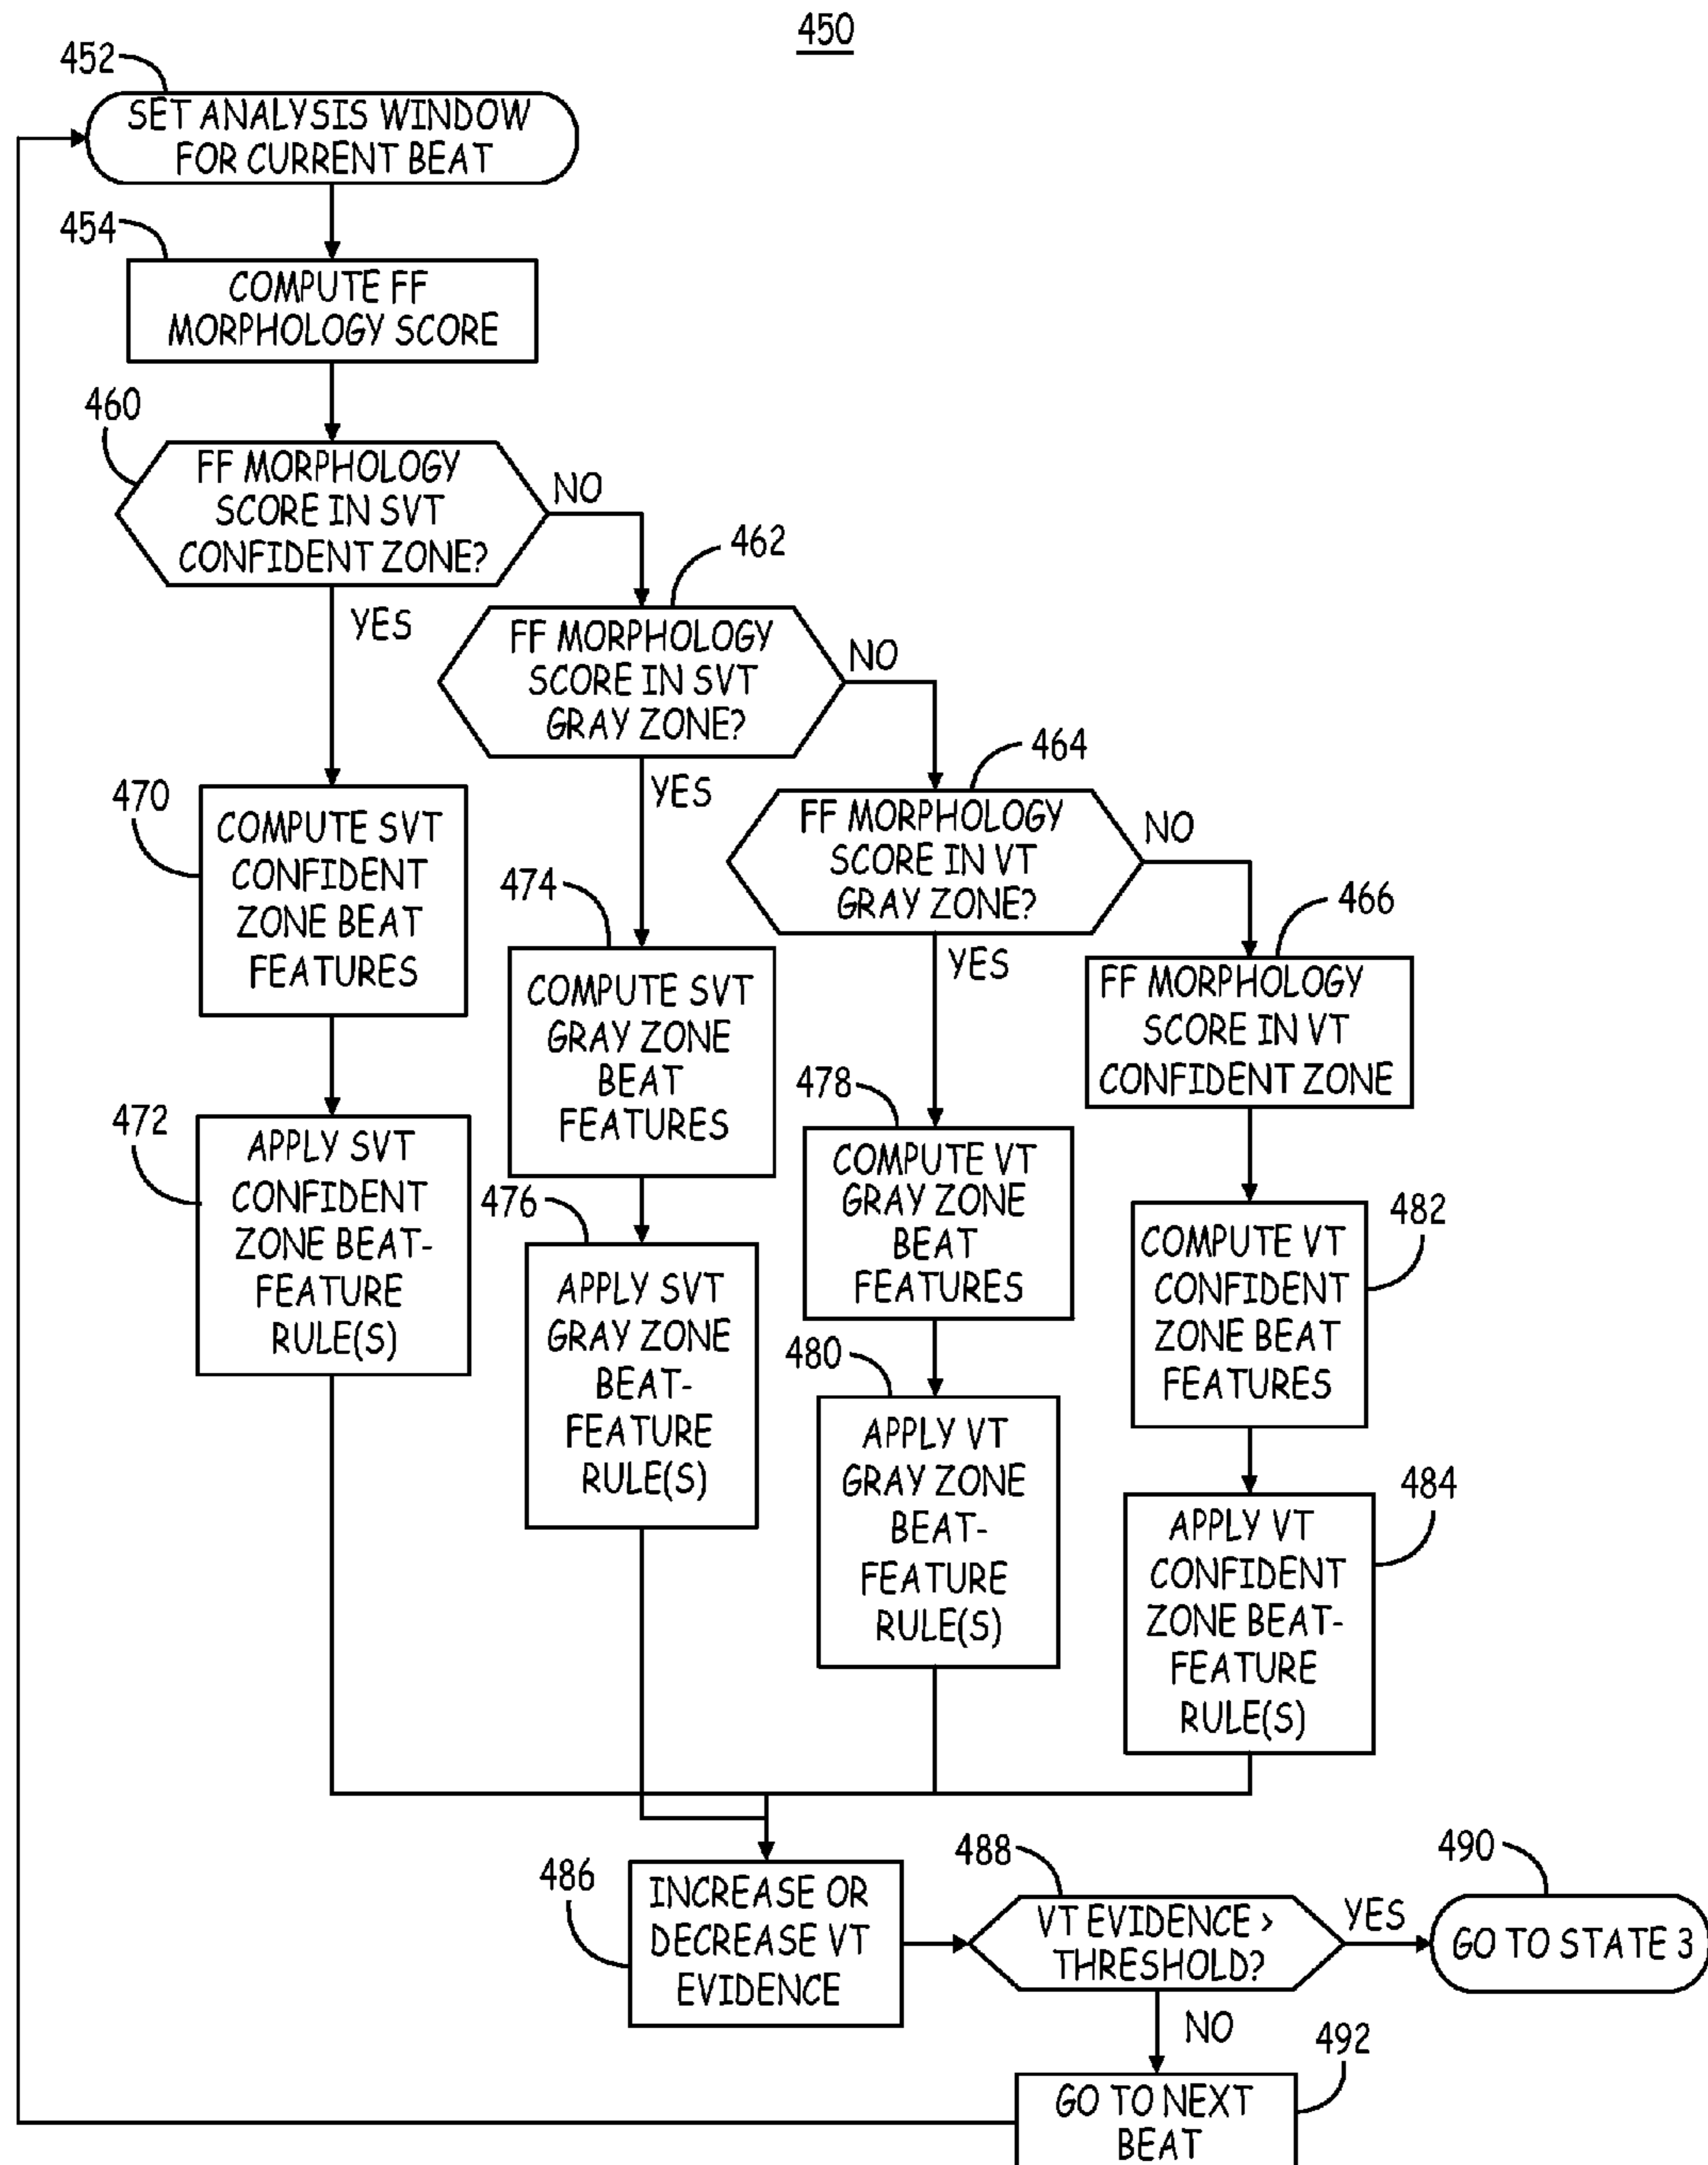 450
452
SET ANALYSIS WINDOW
FOR CURRENT BEAT
454
COMPUTE FF
MORPHOLOGY SCORE
460
FF MORPHOLOGY
SCORE IN SVT
CONFIDENT ZONE?
NO
YES
462
FF MORPHOLOGY
SCORE IN SVT
GRAY ZONE?
NO
YES
464
FF MORPHOLOGY
SCORE IN VT
GRAY ZONE?
NO
YES
466
FF MORPHOLOGY
SCORE IN VT
CONFIDENT ZONE
470
COMPUTE SVT
CONFIDENT
ZONE BEAT
FEATURES
472
APPLY SVT
CONFIDENT
ZONE BEAT-
FEATURE
RULE(S)
474
COMPUTE SVT
GRAY ZONE
BEAT
FEATURES
476
APPLY SVT
GRAY ZONE
BEAT-
FEATURE
RULE(S)
478
COMPUTE VT
GRAY ZONE
BEAT
FEATURES
480
APPLY VT
GRAY ZONE
BEAT-
FEATURE
RULE(S)
482
COMPUTE VT
CONFIDENT
ZONE BEAT
FEATURES
484
APPLY VT
CONFIDENT
ZONE BEAT-
FEATURE
RULE(S)
486
INCREASE OR
DECREASE VT
EVIDENCE
488
VT EVIDENCE >
THRESHOLD?
YES
NO
490
GO TO STATE 3
492
GO TO NEXT
BEAT